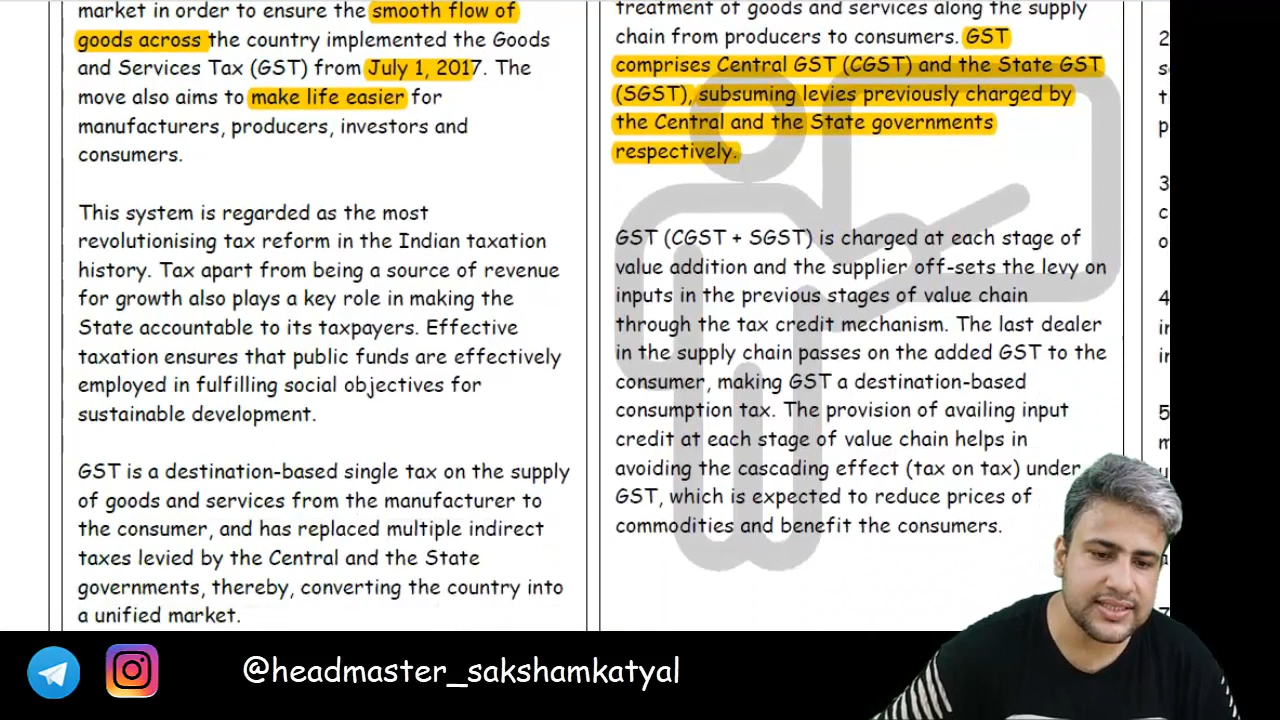 market in order to ensure the smooth flow of
goods across the country implemented the Goods
and Services Tax (GST) from July 1, 2017. The
move also aims to make life easier for
manufacturers, producers, investors and
consumers.
This system is regarded as the most
revolutionising tax reform in the Indian taxation
history. Tax apart from being a source of revenue
for growth also plays a key role in making the
State accountable to its taxpayers. Effective
taxation ensures that public funds are effectively
employed in fulfilling social objectives for
sustainable development.
GST is a destination-based single tax on the supply
of goods and services from the manufacturer to
the consumer, and has replaced multiple indirect
taxes levied by the Central and the State
governments, thereby, converting the country into
a unified market.
treatment of goods and services along the supply
chain from producers to consumers. GST
comprises Central GST (CGST) and the State GST
(SGST), subsuming levies previously charged by
the Central and the State governments
respectively.
GST (CGST + SGST) is charged at each stage of
value addition and the supplier off-sets the levy on
inputs in the previous stages of value chain
through the tax credit mechanism. The last dealer
in the supply chain passes on the added GST to the
consumer, making GST a destination-based
consumption tax. The provision of availing input
credit at each stage of value chain helps in
avoiding the cascading effect (tax on tax) under
GST, which is expected to reduce prices of
commodities and benefit the consumers.
2
3
4
5
@headmaster_sakshamkatyal